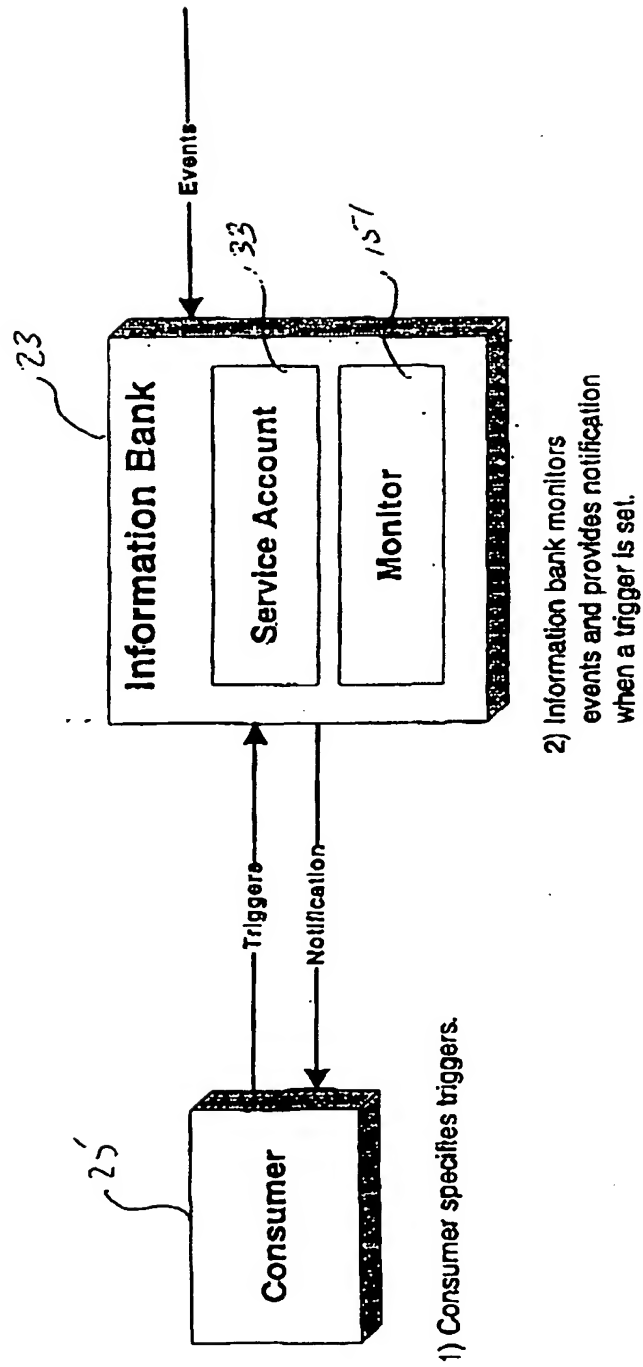 23
Information Bank
Service Account
33
Monitor
151
Events
Triggers
Notification
25
Consumer
1) Consumer specifies triggers.
2) Information bank monitors
events and provides notification
when a trigger is set.